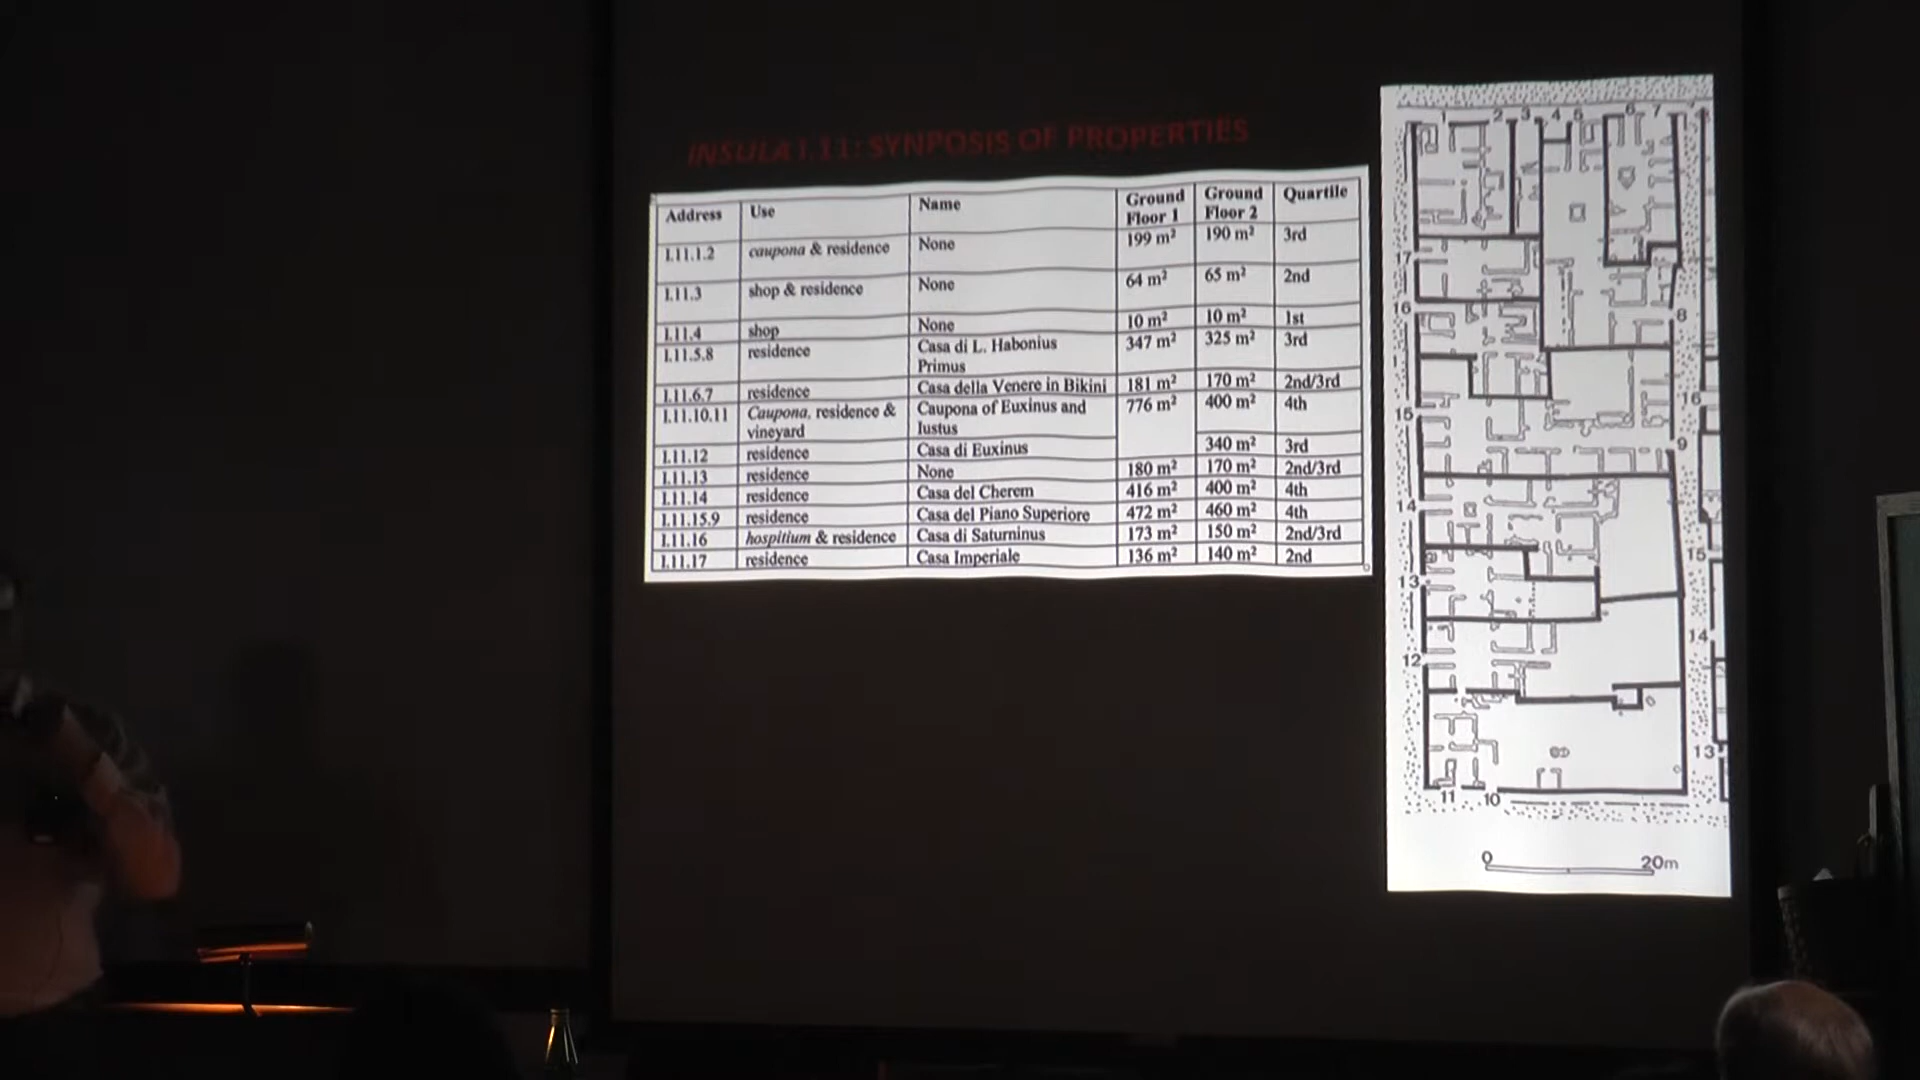 INSULA I.11: SYNPOSIS OF PROPERTIES
Address Use Name Ground Floor 1 Ground Floor 2 Quartile
I.11.1.2 caupona & residence None 199 m² 190 m² 3rd
I.11.3 shop & residence None 64 m² 65 m² 2nd
I.11.4 shop None 10 m² 10 m² 1st
I.11.5.8 residence Casa di L. Habonius Primus 347 m² 325 m² 3rd
I.11.6.7 residence Casa della Venere in Bikini 181 m² 170 m² 2nd/3rd
I.11.10.11 Caupona, residence & vineyard Caupona of Euxinus and Iustus 776 m² 400 m² 4th
I.11.12 residence Casa di Euxinus 340 m² 3rd
I.11.13 residence None 180 m² 170 m² 2nd/3rd
I.11.14 residence Casa del Cherem 416 m² 400 m² 4th
I.11.15.9 residence Casa del Piano Superiore 472 m² 460 m² 4th
I.11.16 hospitium & residence Casa di Saturninus 173 m² 150 m² 2nd/3rd
I.11.17 residence Casa Imperiale 136 m² 140 m² 2nd
1 2 3 4 5 6 7
17
16 8
15 16
9
14
15
13
14
12
13
11 10
0 20m